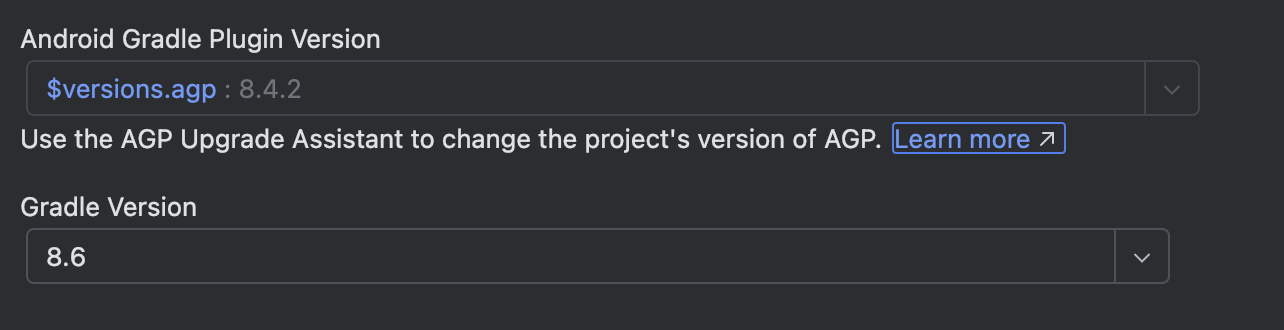 Android Gradle Plugin Version
$versions.agp : 8.4.2
Use the AGP Upgrade Assistant to change the project's version of AGP. Learn more ↗
Gradle Version
8.6